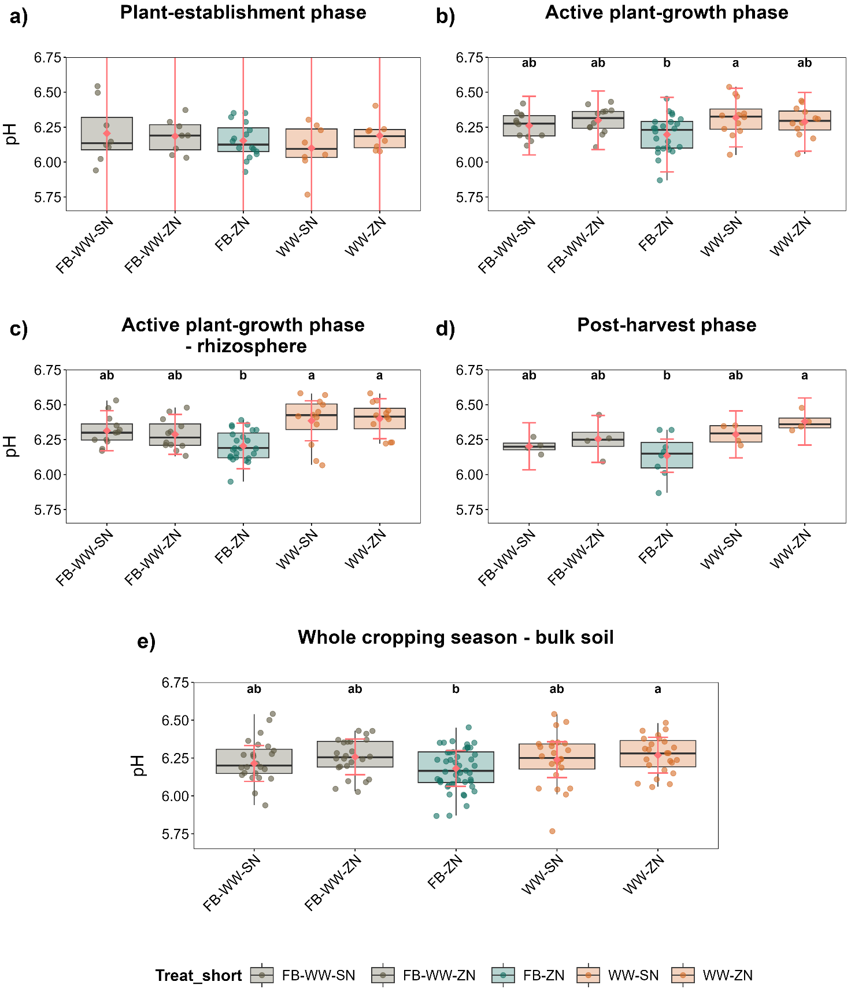 a) Plant-establishment phase
pH
6.75
6.50
6.25
6.00
5.75
FB-WW-SN FB-WW-ZN FB-ZN WW-SN WW-ZN
b) Active plant-growth phase
6.75
6.50
6.25
6.00
5.75
ab ab b a ab
FB-WW-SN FB-WW-ZN FB-ZN WW-SN WW-ZN
c) Active plant-growth phase
- rhizosphere
pH
6.75
6.50
6.25
6.00
5.75
ab ab b a a
FB-WW-SN FB-WW-ZN FB-ZN WW-SN WW-ZN
d) Post-harvest phase
6.75
6.50
6.25
6.00
5.75
ab ab b ab a
FB-WW-SN FB-WW-ZN FB-ZN WW-SN WW-ZN
e) Whole cropping season - bulk soil
pH
6.75
6.50
6.25
6.00
5.75
ab ab b ab a
FB-WW-SN FB-WW-ZN FB-ZN WW-SN WW-ZN
Treat_short FB-WW-SN FB-WW-ZN FB-ZN WW-SN WW-ZN